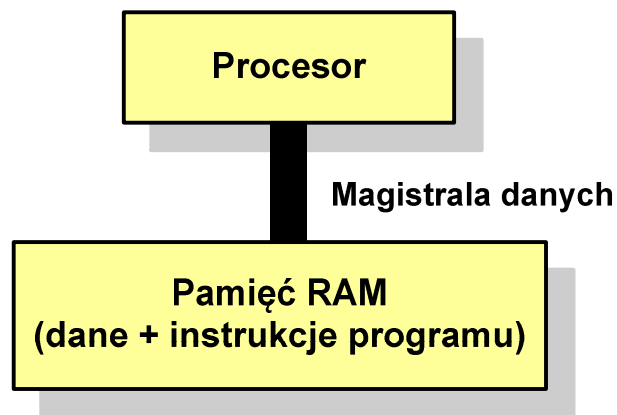 Procesor
Magistrala danych
Pamięć RAM
(dane + instrukcje programu)